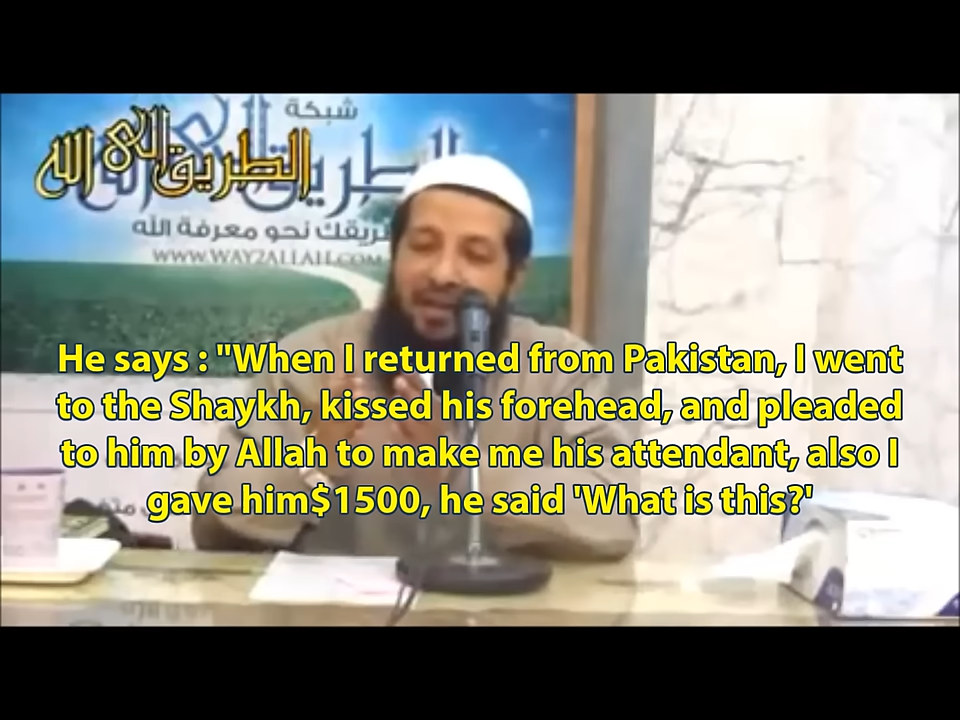 شبكة
الطريق إلى الله
طريقك نحو معرفة الله
WWW.WAY2ALLAH.COM
He says : "When I returned from Pakistan, I went
to the Shaykh, kissed his forehead, and pleaded
to him by Allah to make me his attendant, also I
gave him$1500, he said 'What is this?'